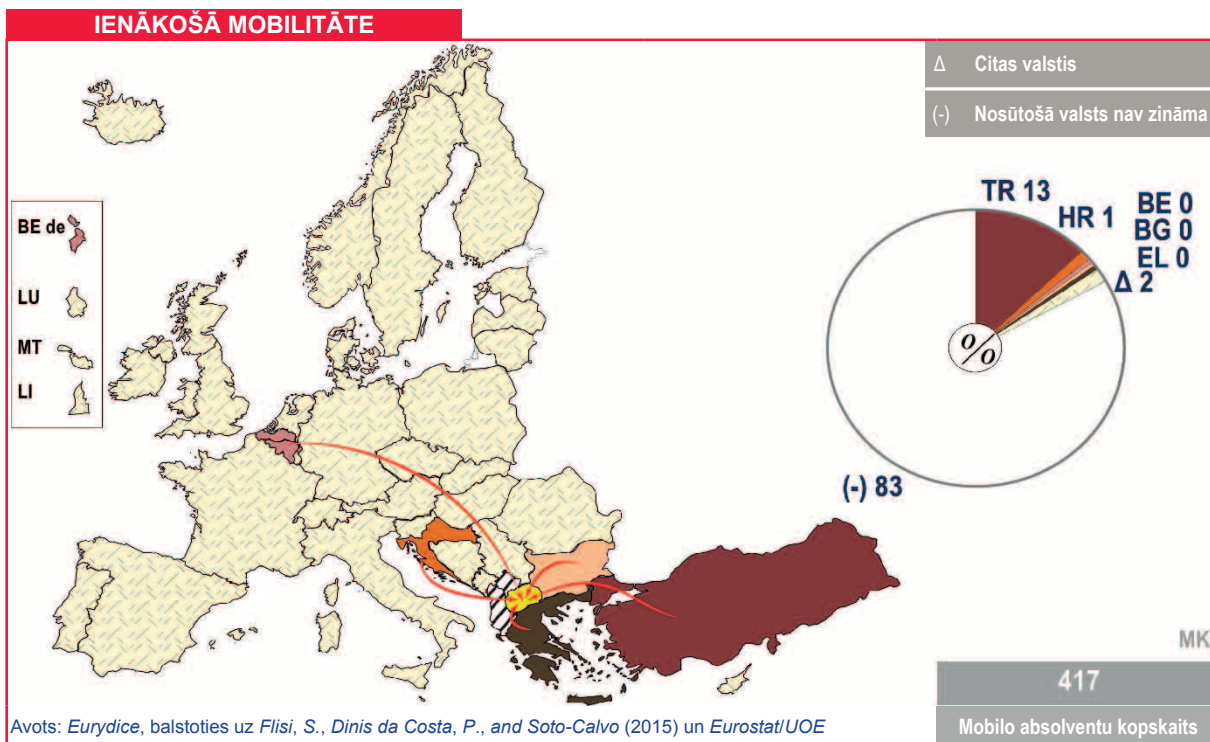 IENĀKOŠĀ MOBILITĀTE
Δ Citas valstis
(-) Nosūtošā valsts nav zināma
BE de
LU
MT
LI
TR 13
HR 1
BE 0
BG 0
EL 0
Δ 2
%
(-) 83
MK
417
Mobilo absolventu kopskaits
Avots: Eurydice, balstoties uz Flisi, S., Dinis da Costa, P., and Soto-Calvo (2015) un Eurostat/UOE